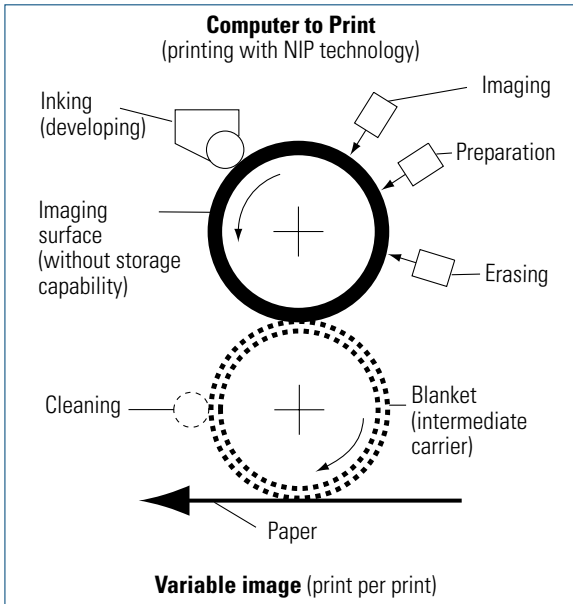 Computer to Print
(printing with NIP technology)
Inking
(developing)
Imaging
Preparation
Imaging
surface
(without storage
capability)
Erasing
Cleaning
Blanket
(intermediate
carrier)
Paper
Variable image (print per print)